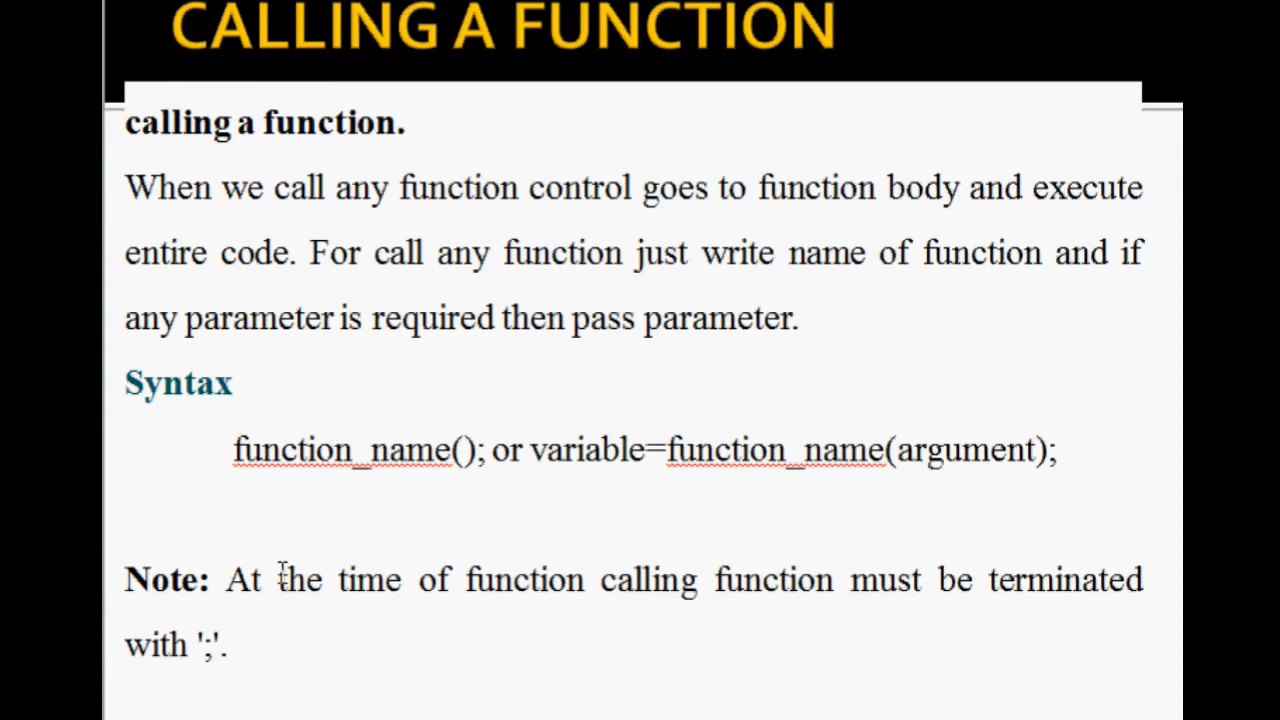 CALLING A FUNCTION
calling a function.
When we call any function control goes to function body and execute
entire code. For call any function just write name of function and if
any parameter is required then pass parameter.
Syntax
function_name(); or variable=function_name(argument);
Note: At the time of function calling function must be terminated
with ';'.